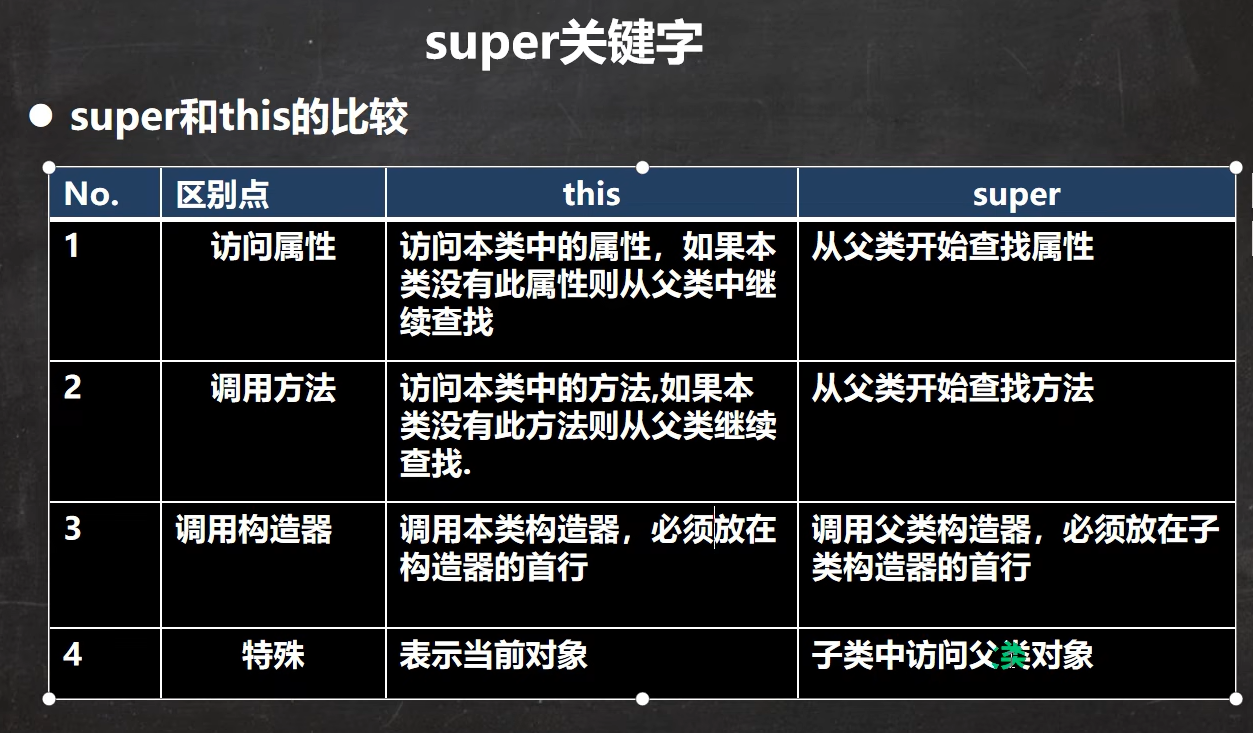 super关键字
super和this的比较
No. 区别点 this super
1 访问属性 访问本类中的属性，如果本 从父类开始查找属性
类没有此属性则从父类中继
续查找
2 调用方法 访问本类中的方法,如果本 从父类开始查找方法
类没有此方法则从父类继续
查找.
3 调用构造器 调用本类构造器，必须放在 调用父类构造器，必须放在子
构造器的首行 类构造器的首行
4 特殊 表示当前对象 子类中访问父类对象